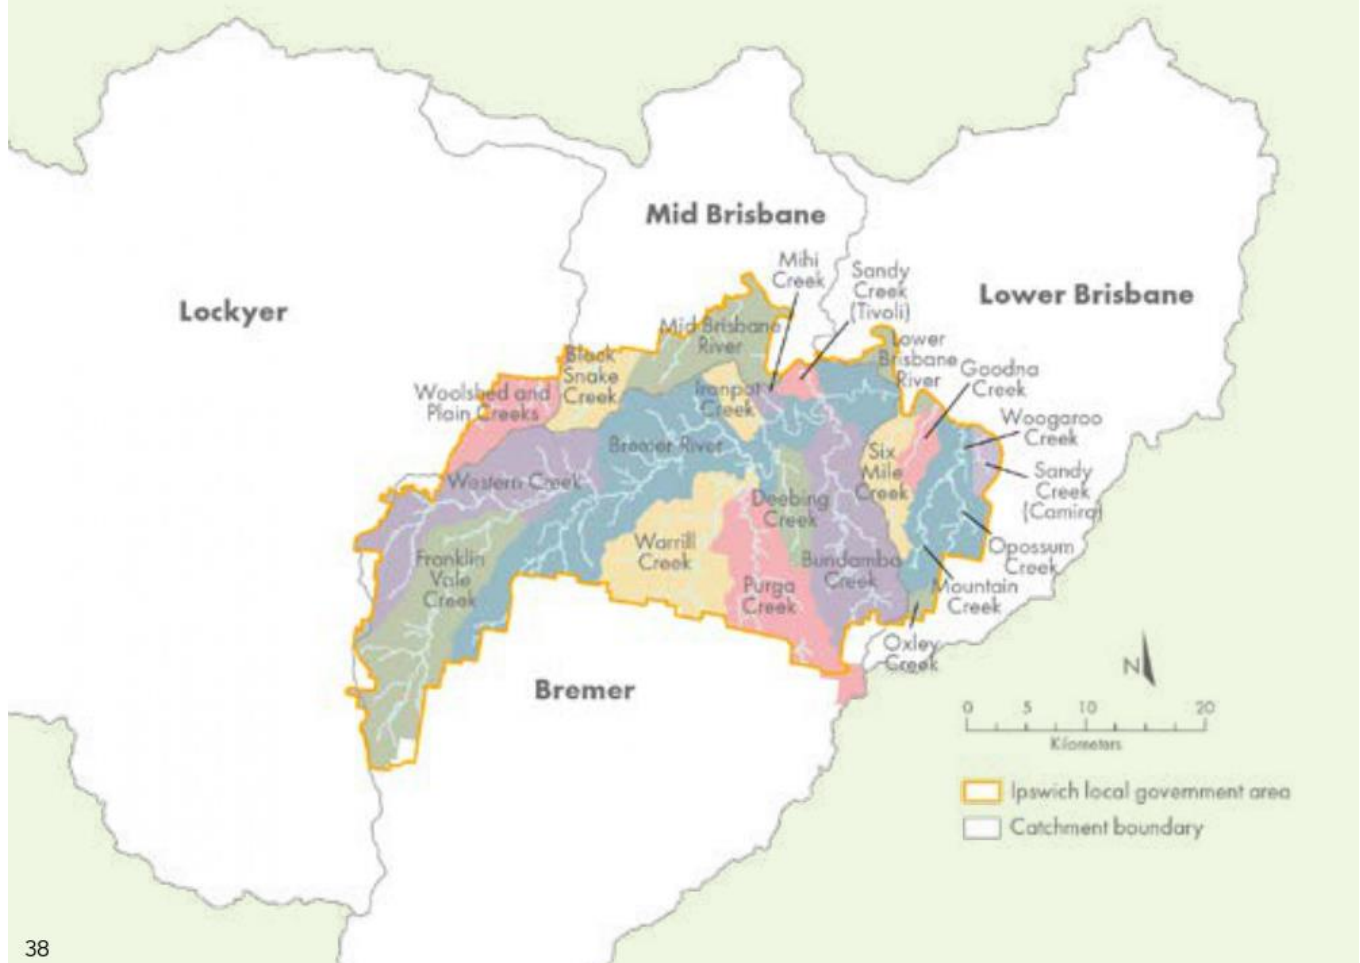 Mid Brisbane
Lockyer
Lower Brisbane
Bremer
Mihi
Creek
Sandy
Creek
(Tivoli)
Mid Brisbane
River
Lower
Brisbane
River
Goodna
Creek
Black
Snake
Creek
Woolshed and
Plain Creeks
Ironpot
Creek
Woogaroo
Creek
Bremer River
Six
Mile
Creek
Sandy
Creek
(Camira)
Western Creek
Deebing
Creek
Opossum
Creek
Warrill
Creek
Franklin
Vale
Creek
Bundamba
Creek
Purga
Creek
Mountain
Creek
Oxley
Creek
N
0 5 10 20
Kilometers
Ipswich local government area
Catchment boundary
38